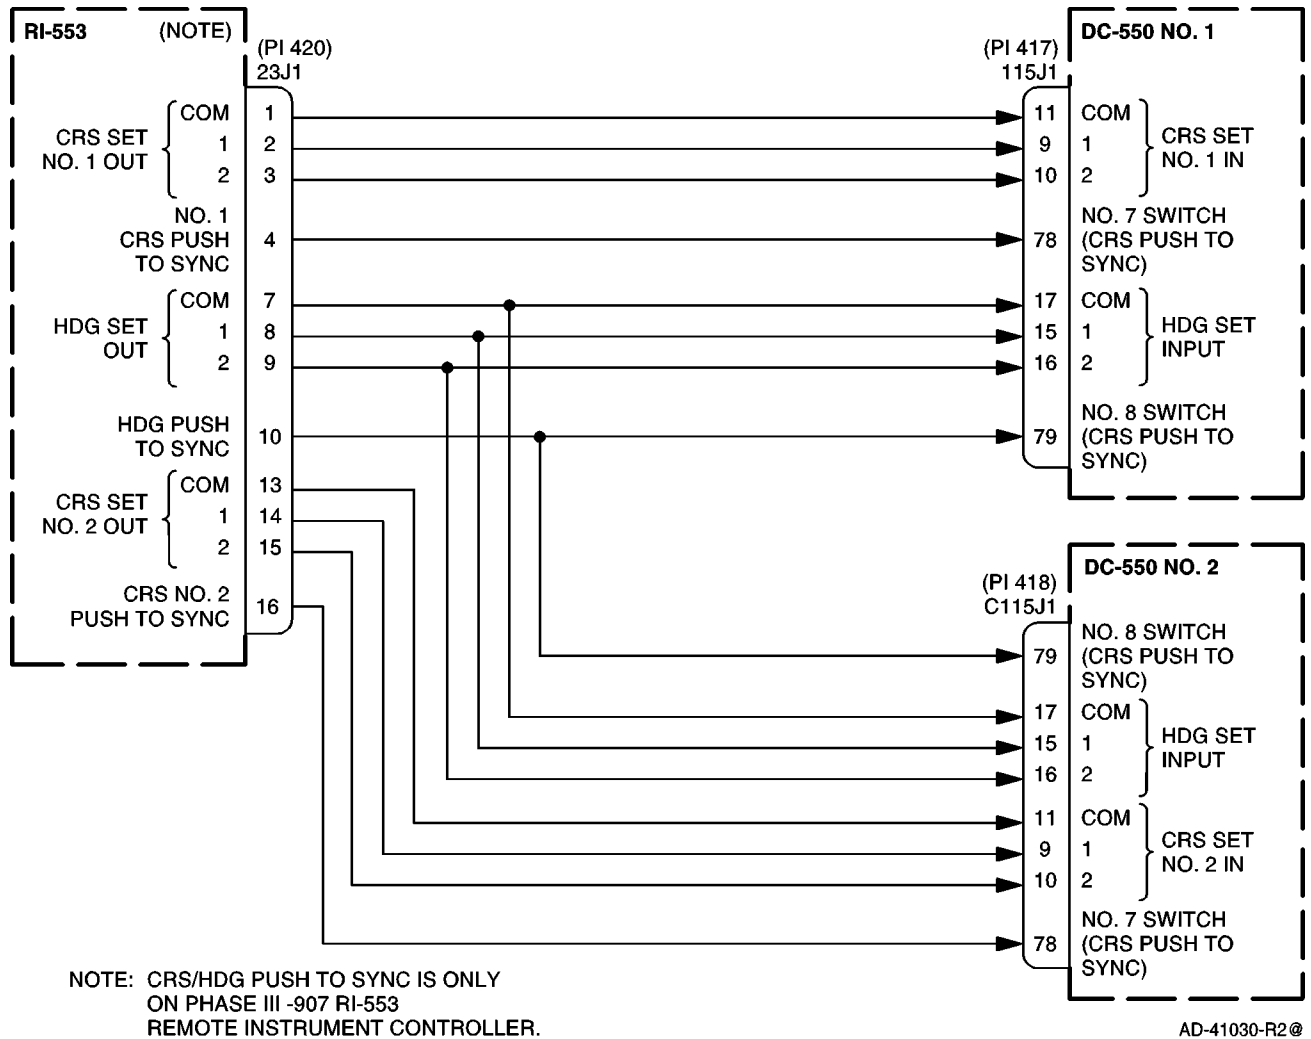 RI-553 (NOTE)
(PI 420)
23J1
CRS SET
NO. 1 OUT
COM 1
1 2
2 3
NO. 1
CRS PUSH
TO SYNC
4
HDG SET
OUT
COM 7
1 8
2 9
HDG PUSH
TO SYNC
10
CRS SET
NO. 2 OUT
COM 13
1 14
2 15
CRS NO. 2
PUSH TO SYNC
16
DC-550 NO. 1
(PI 417)
115J1
11 COM
9 1
10 2
CRS SET
NO. 1 IN
78
NO. 7 SWITCH
(CRS PUSH TO
SYNC)
17 COM
15 1
16 2
HDG SET
INPUT
79
NO. 8 SWITCH
(CRS PUSH TO
SYNC)
DC-550 NO. 2
(PI 418)
C115J1
79
NO. 8 SWITCH
(CRS PUSH TO
SYNC)
17 COM
15 1
16 2
HDG SET
INPUT
11 COM
9 1
10 2
CRS SET
NO. 2 IN
78
NO. 7 SWITCH
(CRS PUSH TO
SYNC)
NOTE: CRS/HDG PUSH TO SYNC IS ONLY
ON PHASE III -907 RI-553
REMOTE INSTRUMENT CONTROLLER.
AD-41030-R2@